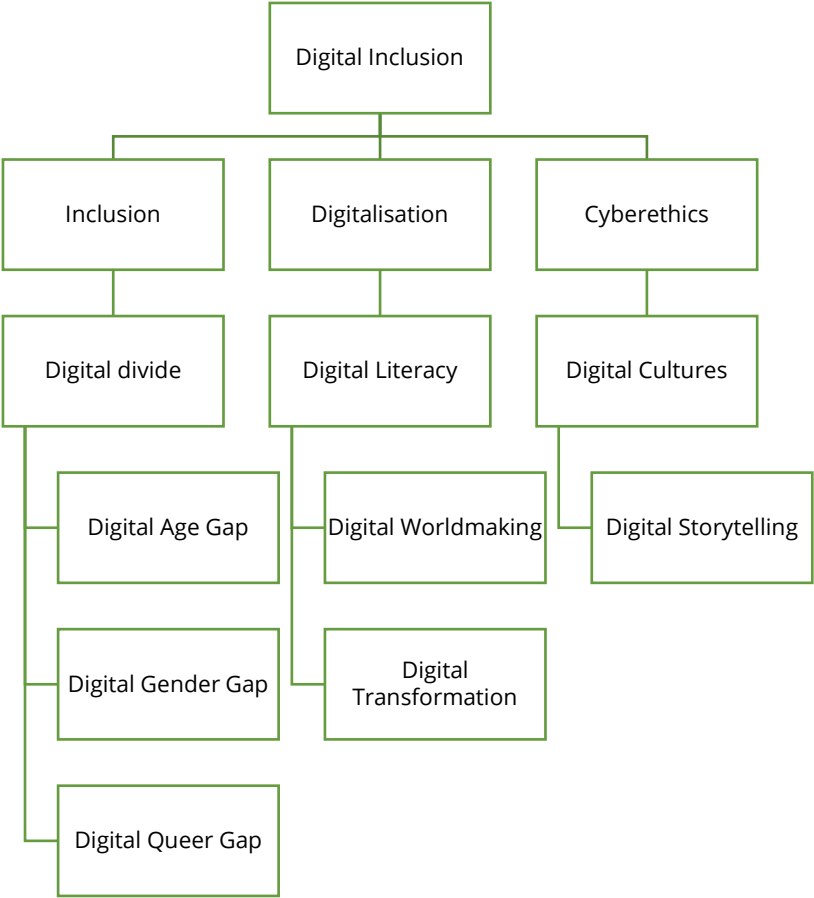 Digital Inclusion
Inclusion
Digitalisation
Cyberethics
Digital divide
Digital Literacy
Digital Cultures
Digital Age Gap
Digital Worldmaking
Digital Storytelling
Digital Gender Gap
Digital
Transformation
Digital Queer Gap